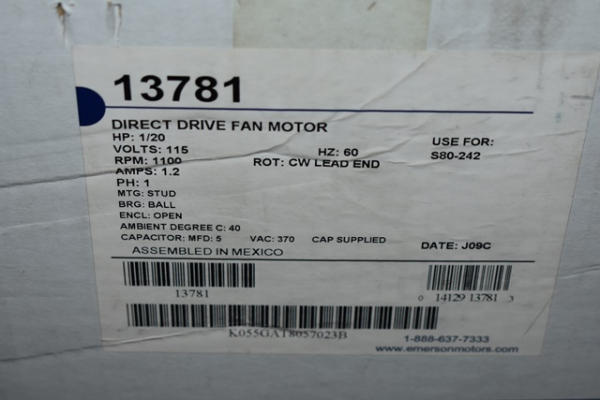 13781
DIRECT DRIVE FAN MOTOR
HP: 1/20
VOLTS: 115 HZ: 60 USE FOR:
RPM: 1100 ROT: CW LEAD END S80-242
AMPS: 1.2
PH: 1
MTG: STUD
BRG: BALL
ENCL: OPEN
AMBIENT DEGREE C: 40
CAPACITOR: MFD: 5 VAC: 370 CAP SUPPLIED DATE: J09C
ASSEMBLED IN MEXICO
13781 0 14129 13781 3
K055GAT8057023B
1-888-637-7333
www.emersonmotors.com